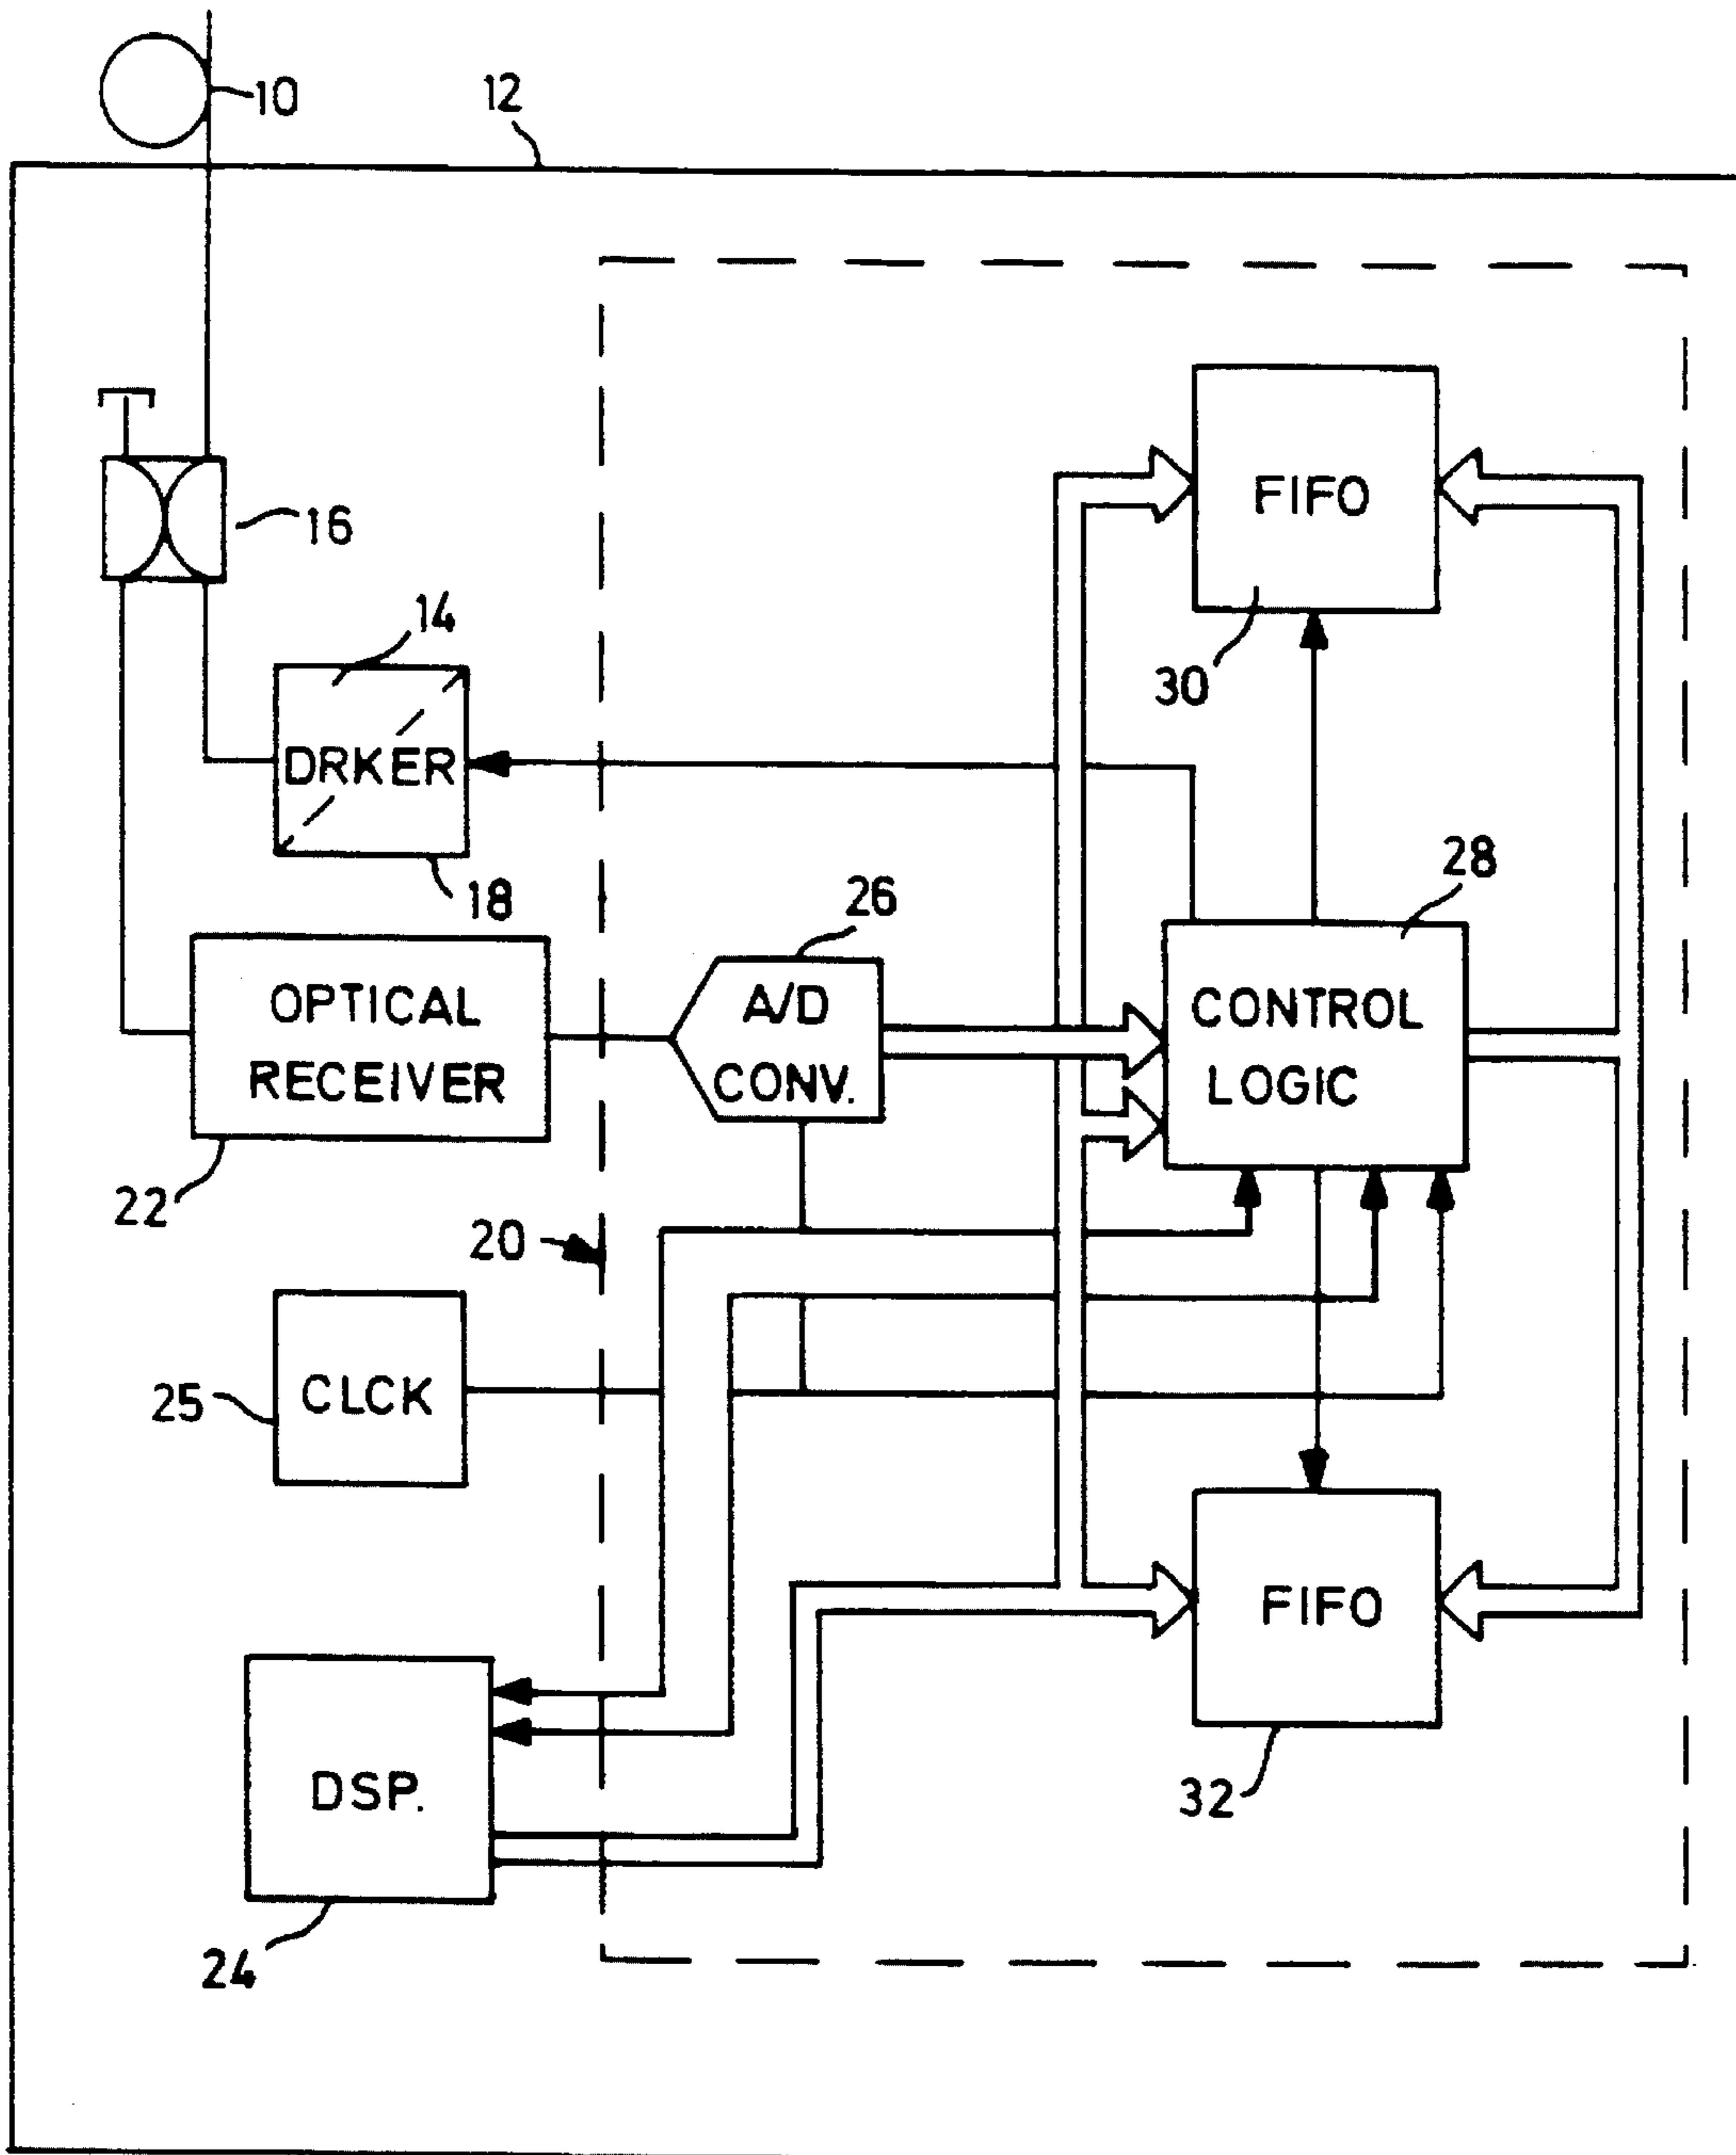 10
12
FIFO
16
14
30
DRKER
18
28
26
OPTICAL
RECEIVER
A/D
CONV.
CONTROL
LOGIC
22
20
25
CLCK
FIFO
DSP.
32
24